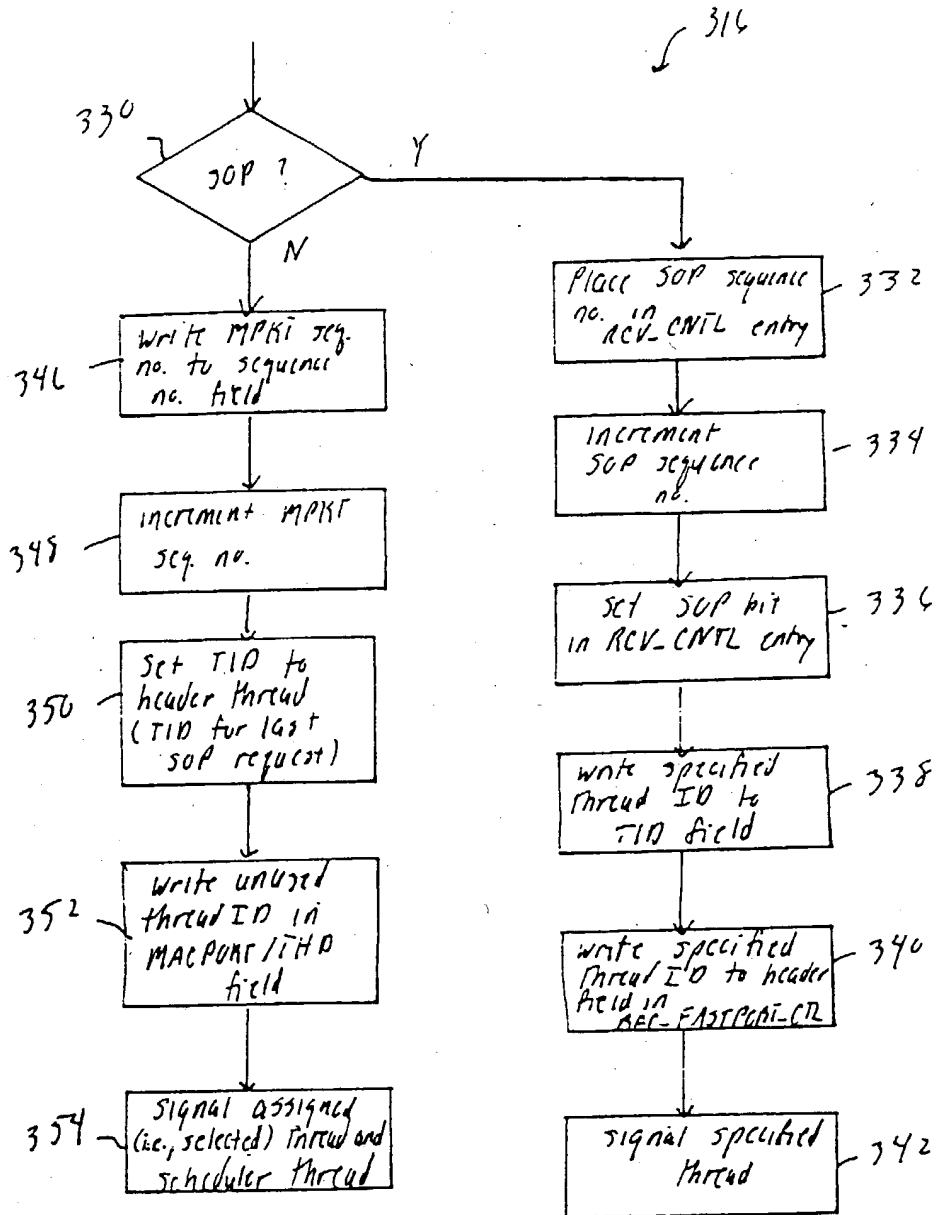 316
330
SOP ?
Y
N
Place SOP sequence
no. in
RCV_CNTL entry
332
Write MPKT seq.
no. to sequence
no. field
346
increment
SOP sequence
no.
334
increment MPKT
seq. no.
348
set SOP bit
in RCV_CNTL entry
336
Set TID to
header thread
(TID for last
SOP request)
350
write specified
thread ID to
TID field
338
Write unused
thread ID in
MACPORT/THD
field
352
write specified
thread ID to header
field in
REC_FASTPORT_CTL
340
signal assigned
(i.e., selected) thread and
scheduler thread
354
signal specified
thread
342